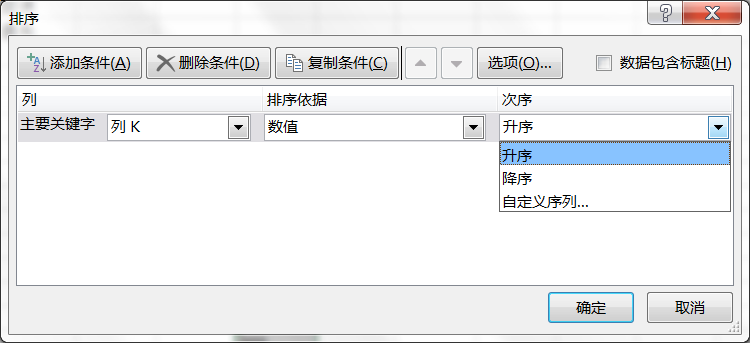 排序
添加条件(A) 删除条件(D) 复制条件(C) 选项(O)... 数据包含标题(H)
列 排序依据 次序
主要关键字 列 K 数值 升序
升序
降序
自定义序列...
确定 取消